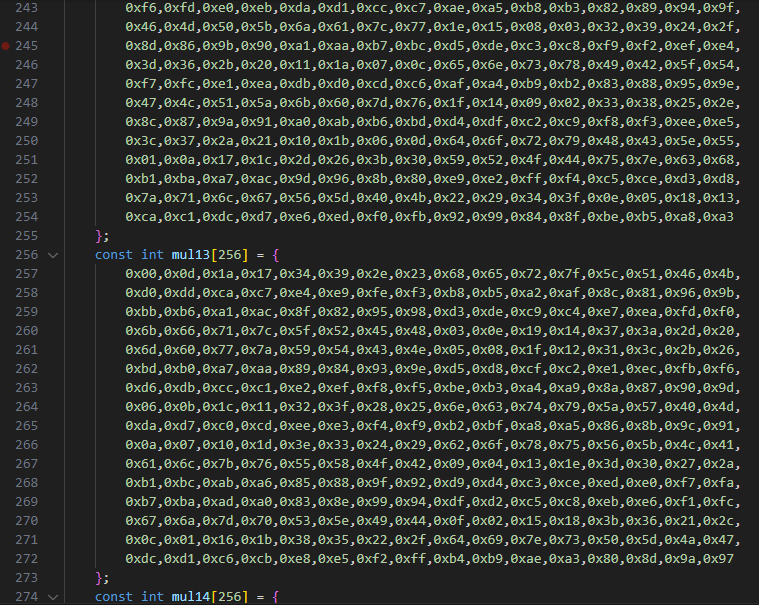 243 0xf6,0xfd,0xe0,0xeb,0xda,0xd1,0xcc,0xc7,0xae,0xa5,0xb8,0xb3,0x82,0x89,0x94,0x9f,
244 0x46,0x4d,0x50,0x5b,0x6a,0x61,0x7c,0x77,0x1e,0x15,0x08,0x03,0x32,0x39,0x24,0x2f,
245 0x8d,0x86,0x9b,0x90,0xa1,0xaa,0xb7,0xbc,0xd5,0xde,0xc3,0xc8,0xf9,0xf2,0xef,0xe4,
246 0x3d,0x36,0x2b,0x20,0x11,0x1a,0x07,0x0c,0x65,0x6e,0x73,0x78,0x49,0x42,0x5f,0x54,
247 0xf7,0xfc,0xe1,0xea,0xdb,0xd0,0xcd,0xc6,0xaf,0xa4,0xb9,0xb2,0x83,0x88,0x95,0x9e,
248 0x47,0x4c,0x51,0x5a,0x6b,0x60,0x7d,0x76,0x1f,0x14,0x09,0x02,0x33,0x38,0x25,0x2e,
249 0x8c,0x87,0x9a,0x91,0xa0,0xab,0xb6,0xbd,0xd4,0xdf,0xc2,0xc9,0xf8,0xf3,0xee,0xe5,
250 0x3c,0x37,0x2a,0x21,0x10,0x1b,0x06,0x0d,0x64,0x6f,0x72,0x79,0x48,0x43,0x5e,0x55,
251 0x01,0x0a,0x17,0x1c,0x2d,0x26,0x3b,0x30,0x59,0x52,0x4f,0x44,0x75,0x7e,0x63,0x68,
252 0xb1,0xba,0xa7,0xac,0x9d,0x96,0x8b,0x80,0xe9,0xe2,0xff,0xf4,0xc5,0xce,0xd3,0xd8,
253 0x7a,0x71,0x6c,0x67,0x56,0x5d,0x40,0x4b,0x22,0x29,0x34,0x3f,0x0e,0x05,0x18,0x13,
254 0xca,0xc1,0xdc,0xd7,0xe6,0xed,0xf0,0xfb,0x92,0x99,0x84,0x8f,0xbe,0xb5,0xa8,0xa3
255 };
256 const int mul13[256] = {
257 0x00,0x0d,0x1a,0x17,0x34,0x39,0x2e,0x23,0x68,0x65,0x72,0x7f,0x5c,0x51,0x46,0x4b,
258 0xd0,0xdd,0xca,0xc7,0xe4,0xe9,0xfe,0xf3,0xb8,0xb5,0xa2,0xaf,0x8c,0x81,0x96,0x9b,
259 0xbb,0xb6,0xa1,0xac,0x8f,0x82,0x95,0x98,0xd3,0xde,0xc9,0xc4,0xe7,0xea,0xfd,0xf0,
260 0x6b,0x66,0x71,0x7c,0x5f,0x52,0x45,0x48,0x03,0x0e,0x19,0x14,0x37,0x3a,0x2d,0x20,
261 0x6d,0x60,0x77,0x7a,0x59,0x54,0x43,0x4e,0x05,0x08,0x1f,0x12,0x31,0x3c,0x2b,0x26,
262 0xbd,0xb0,0xa7,0xaa,0x89,0x84,0x93,0x9e,0xd5,0xd8,0xcf,0xc2,0xe1,0xec,0xfb,0xf6,
263 0xd6,0xdb,0xcc,0xc1,0xe2,0xef,0xf8,0xf5,0xbe,0xb3,0xa4,0xa9,0x8a,0x87,0x90,0x9d,
264 0x06,0x0b,0x1c,0x11,0x32,0x3f,0x28,0x25,0x6e,0x63,0x74,0x79,0x5a,0x57,0x40,0x4d,
265 0xda,0xd7,0xc0,0xcd,0xee,0xe3,0xf4,0xf9,0xb2,0xbf,0xa8,0xa5,0x86,0x8b,0x9c,0x91,
266 0x0a,0x07,0x10,0x1d,0x3e,0x33,0x24,0x29,0x62,0x6f,0x78,0x75,0x56,0x5b,0x4c,0x41,
267 0x61,0x6c,0x7b,0x76,0x55,0x58,0x4f,0x42,0x09,0x04,0x13,0x1e,0x3d,0x30,0x27,0x2a,
268 0xb1,0xbc,0xab,0xa6,0x85,0x88,0x9f,0x92,0xd9,0xd4,0xc3,0xce,0xed,0xe0,0xf7,0xfa,
269 0xb7,0xba,0xad,0xa0,0x83,0x8e,0x99,0x94,0xdf,0xd2,0xc5,0xc8,0xeb,0xe6,0xf1,0xfc,
270 0x67,0x6a,0x7d,0x70,0x53,0x5e,0x49,0x44,0x0f,0x02,0x15,0x18,0x3b,0x36,0x21,0x2c,
271 0x0c,0x01,0x16,0x1b,0x38,0x35,0x22,0x2f,0x64,0x69,0x7e,0x73,0x50,0x5d,0x4a,0x47,
272 0xdc,0xd1,0xc6,0xcb,0xe8,0xe5,0xf2,0xff,0xb4,0xb9,0xae,0xa3,0x80,0x8d,0x9a,0x97
273 };
274 const int mul14[256] = {